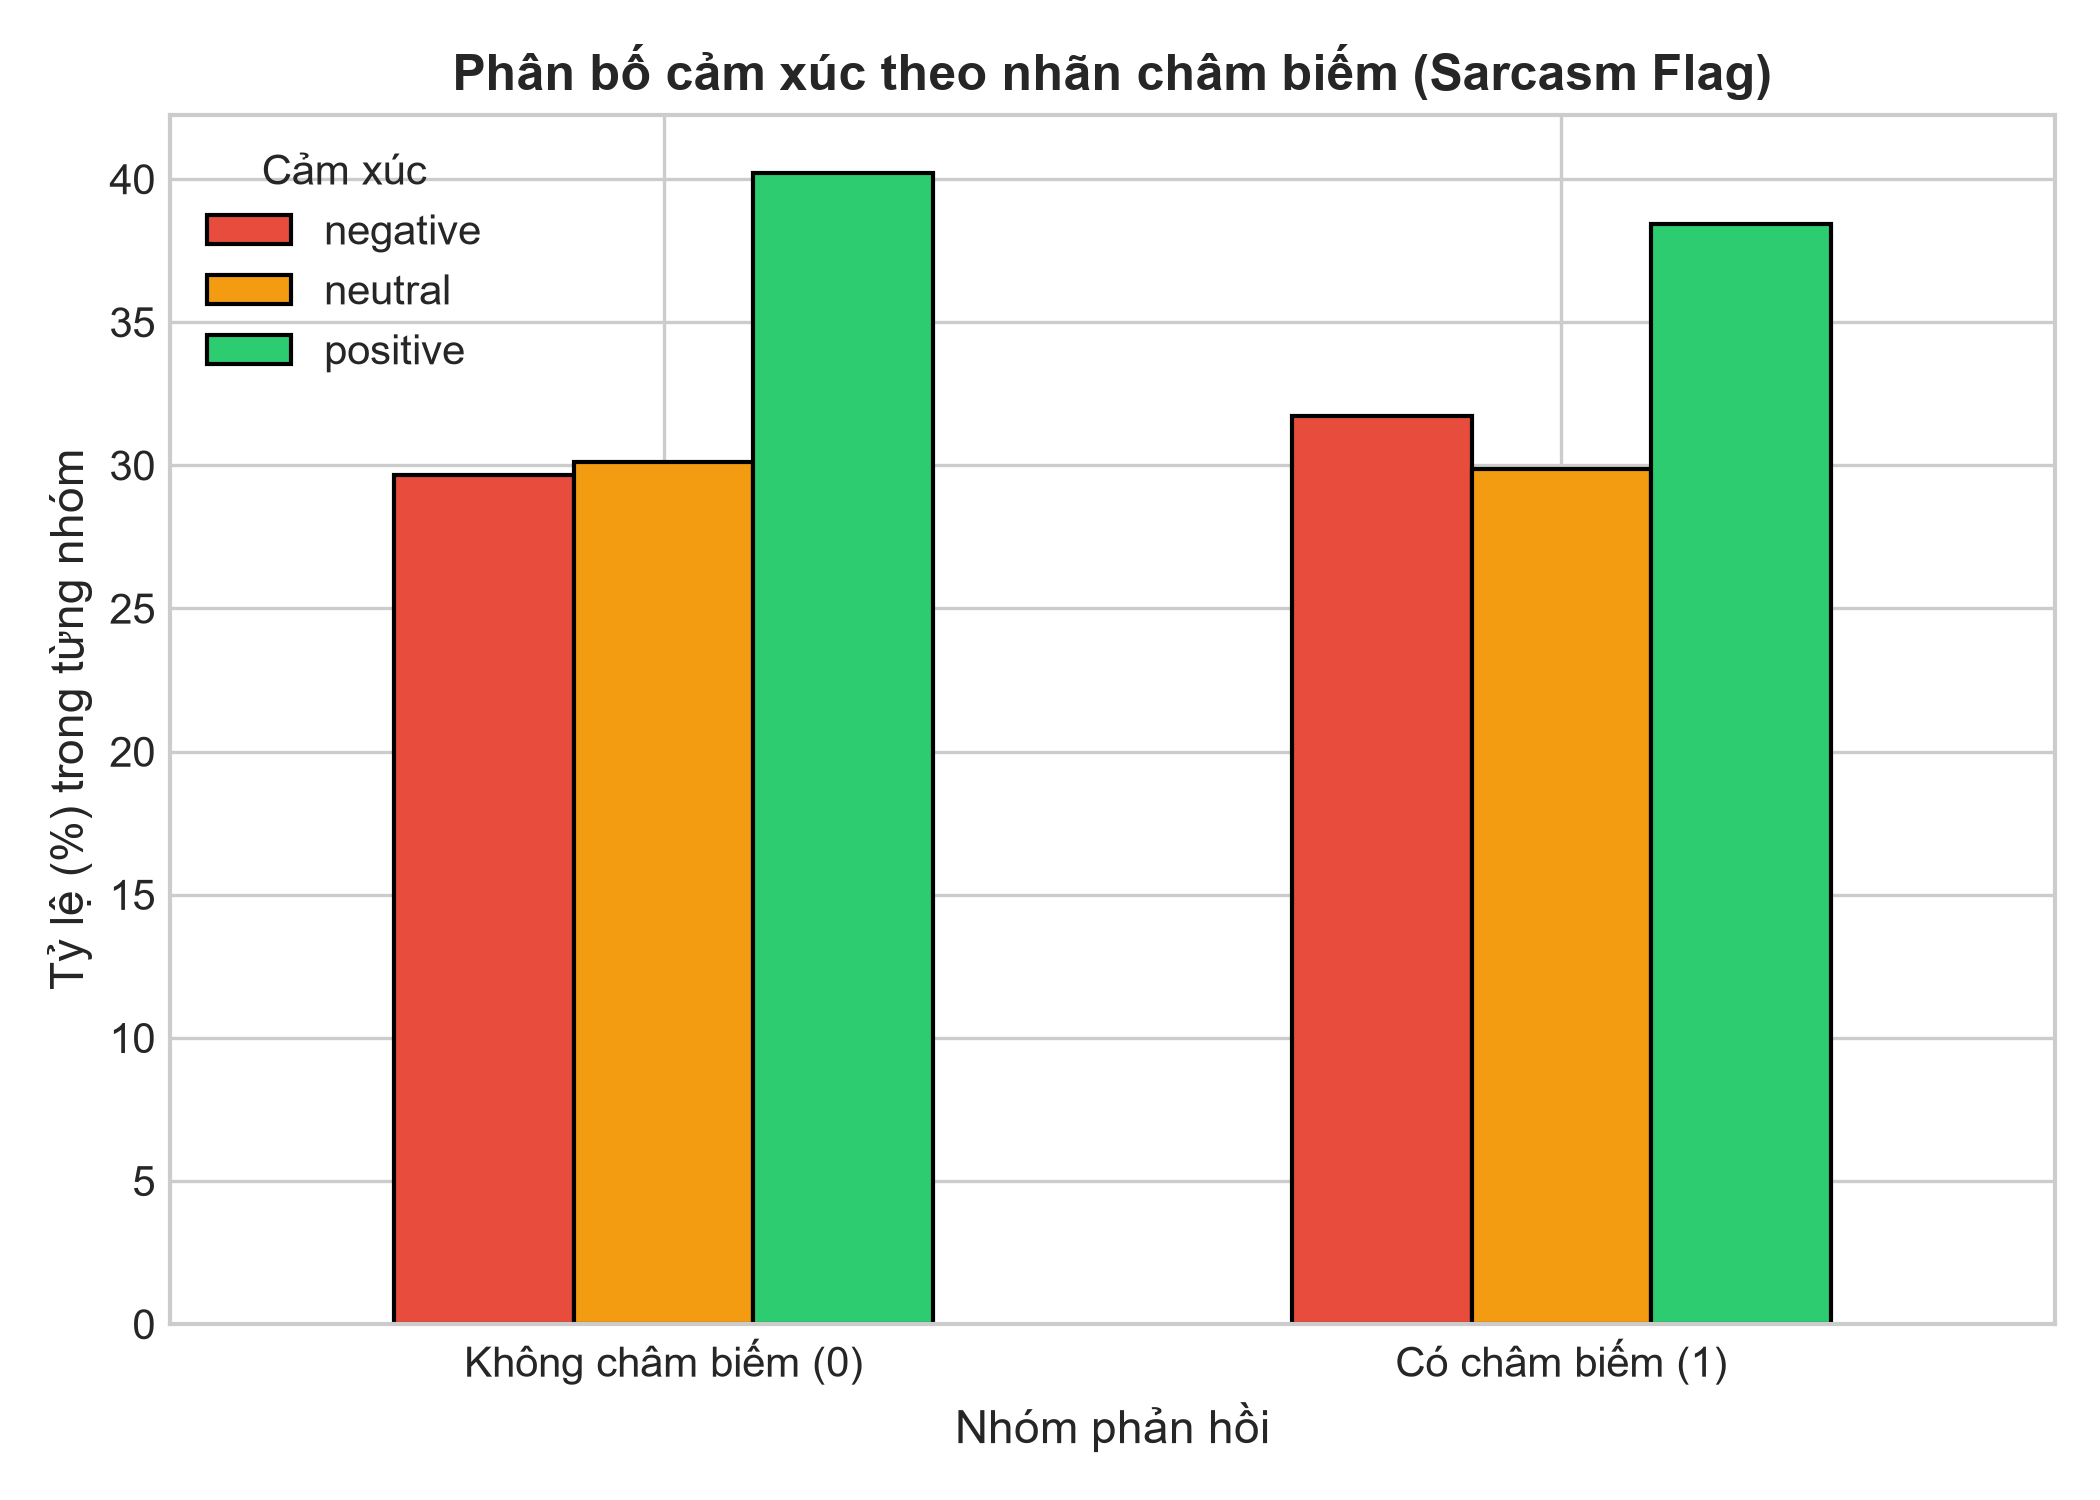 Phân bố cảm xúc theo nhãn châm biếm (Sarcasm Flag)
Cảm xúc
negative
neutral
positive
Tỷ lệ (%) trong từng nhóm
40
35
30
25
20
15
10
5
0
Không châm biếm (0)
Có châm biếm (1)
Nhóm phản hồi